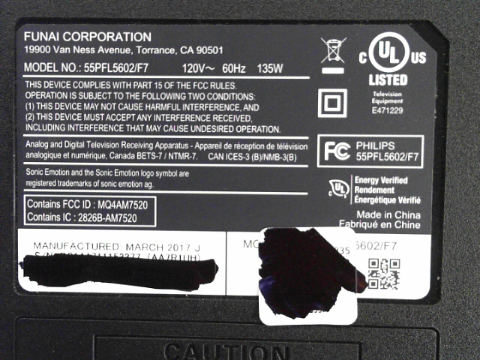 FUNAI CORPORATION
19900 Van Ness Avenue, Torrance, CA 90501
MODEL NO.: 55PFL5602/F7 120V~ 60Hz 135W
THIS DEVICE COMPLIES WITH PART 15 OF THE FCC RULES.
OPERATION IS SUBJECT TO THE FOLLOWING TWO CONDITIONS:
(1) THIS DEVICE MAY NOT CAUSE HARMFUL INTERFERENCE, AND
(2) THIS DEVICE MUST ACCEPT ANY INTERFERENCE RECEIVED,
INCLUDING INTERFERENCE THAT MAY CAUSE UNDESIRED OPERATION.
Analog and Digital Television Receiving Apparatus - Appareil de réception de télévision
analogique et numérique, Canada BETS-7 / NTMR-7. CAN ICES-3 (B)/NMB-3(B)
Sonic Emotion and the Sonic Emotion logo symbol are
registered trademarks of sonic emotion ag.
Contains FCC ID : MQ4AM7520
Contains IC : 2826B-AM7520
C UL US
LISTED
Television
Equipment
E471229
FC PHILIPS
55PFL5602/F7
UL
Energy Verified
Rendement
Énergétique Vérifié
Made in China
Fabriqué en Chine
MANUFACTURED: MARCH 2017 J
5602/F7
CAUTION